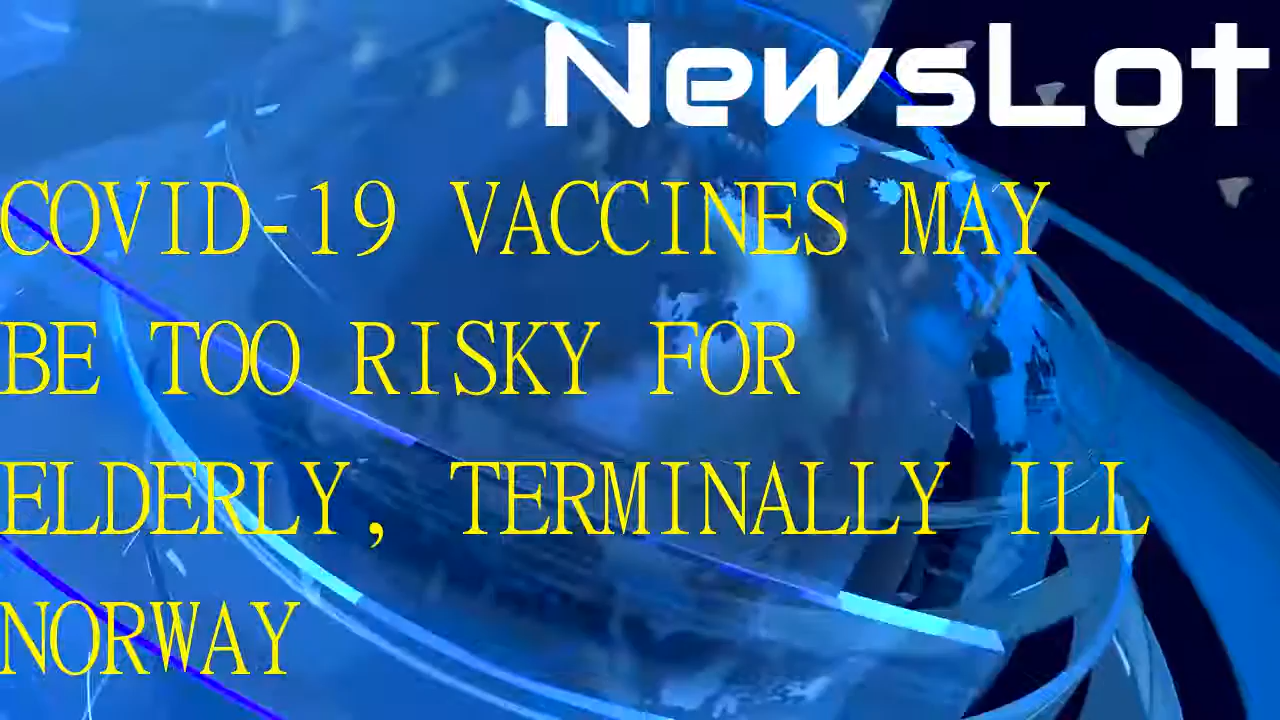 NewsLot
COVID-19 VACCINES MAY
BE TOO RISKY FOR
ELDERLY, TERMINALLY ILL
NORWAY